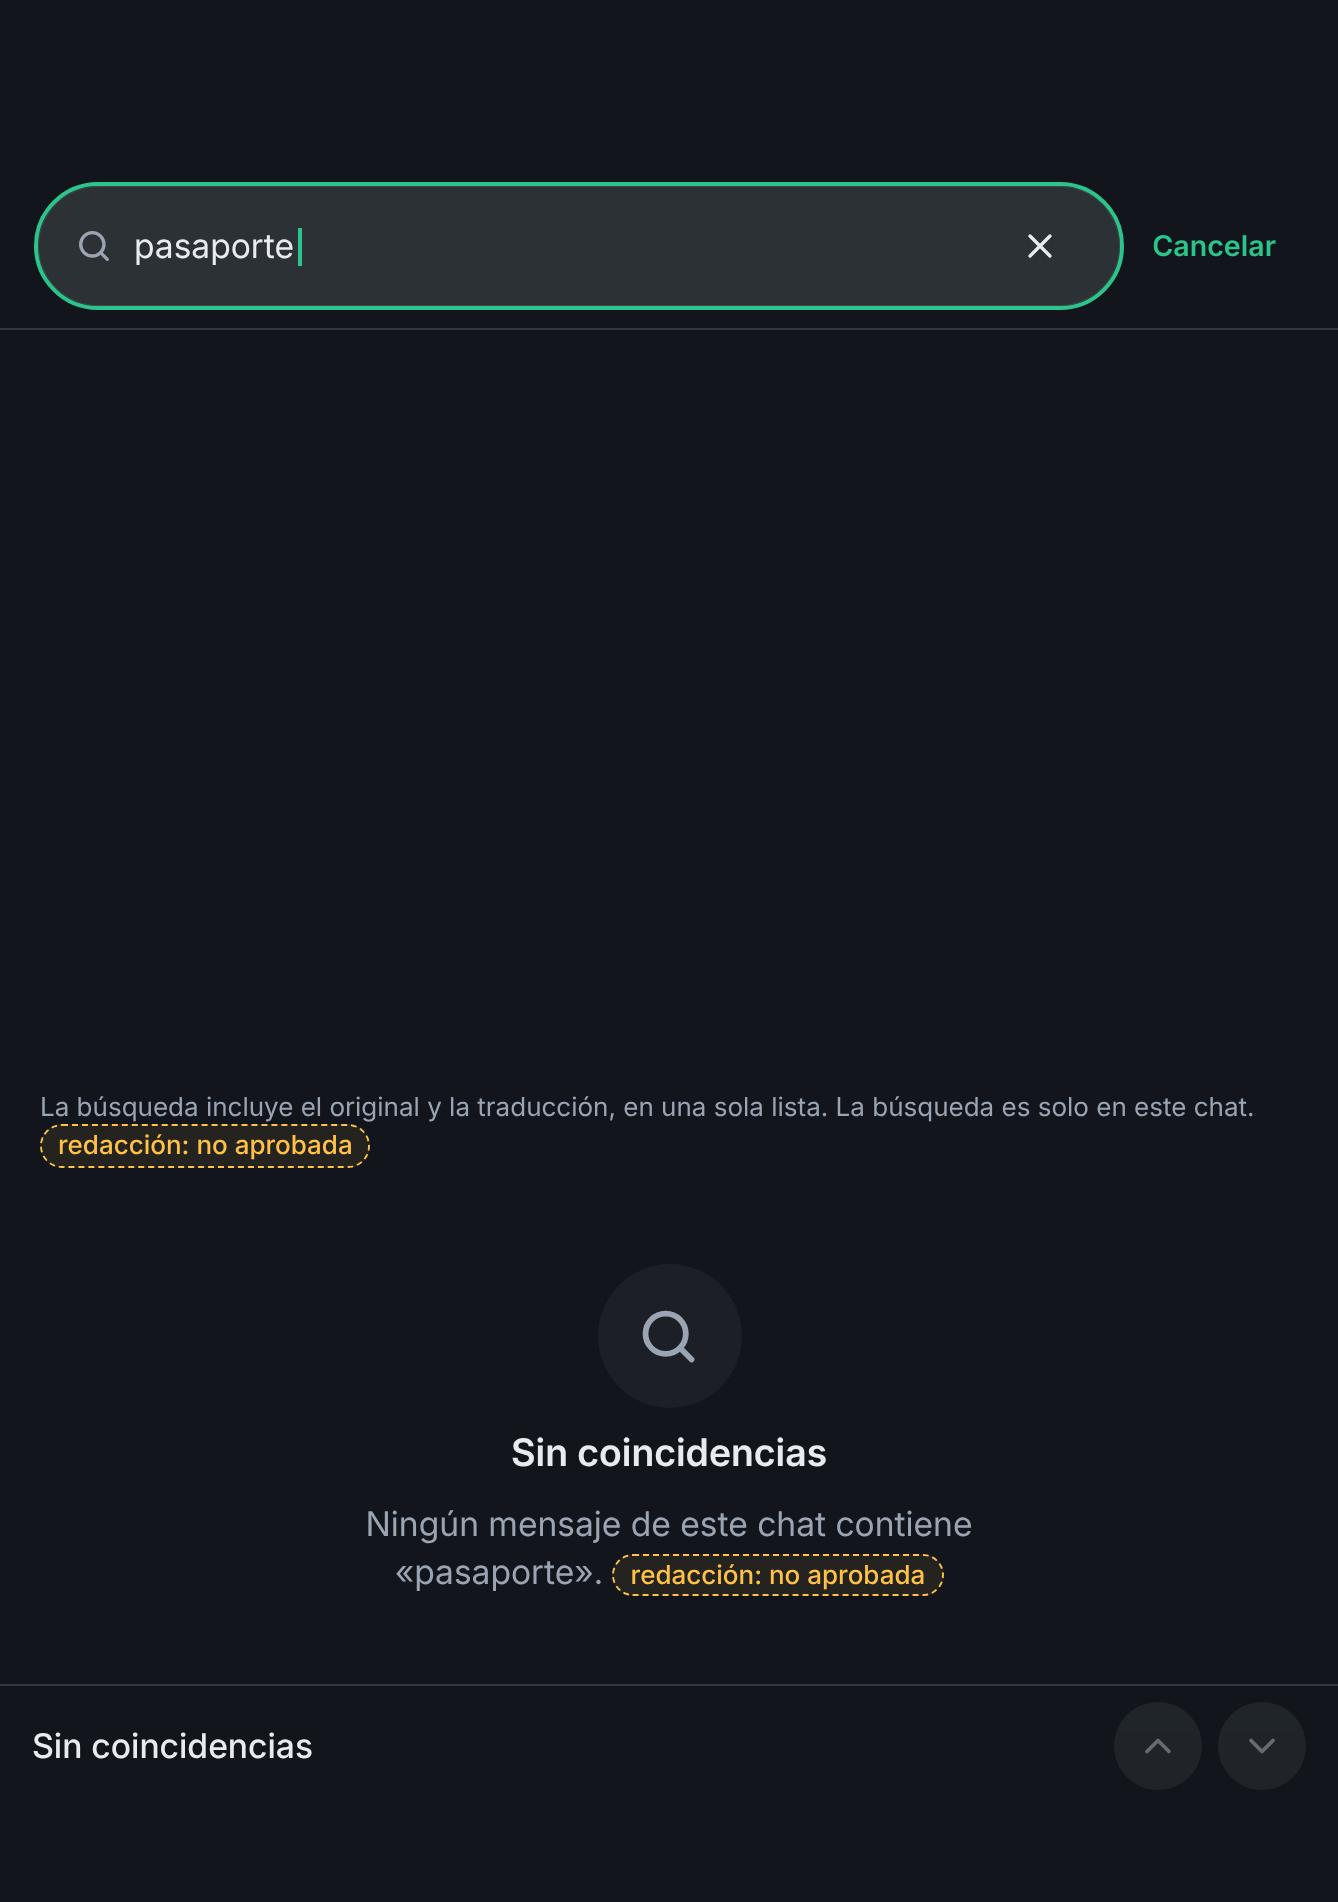 pasaporte
Cancelar
La búsqueda incluye el original y la traducción, en una sola lista. La búsqueda es solo en este chat.
redacción: no aprobada
Sin coincidencias
Ningún mensaje de este chat contiene
«pasaporte». redacción: no aprobada
Sin coincidencias